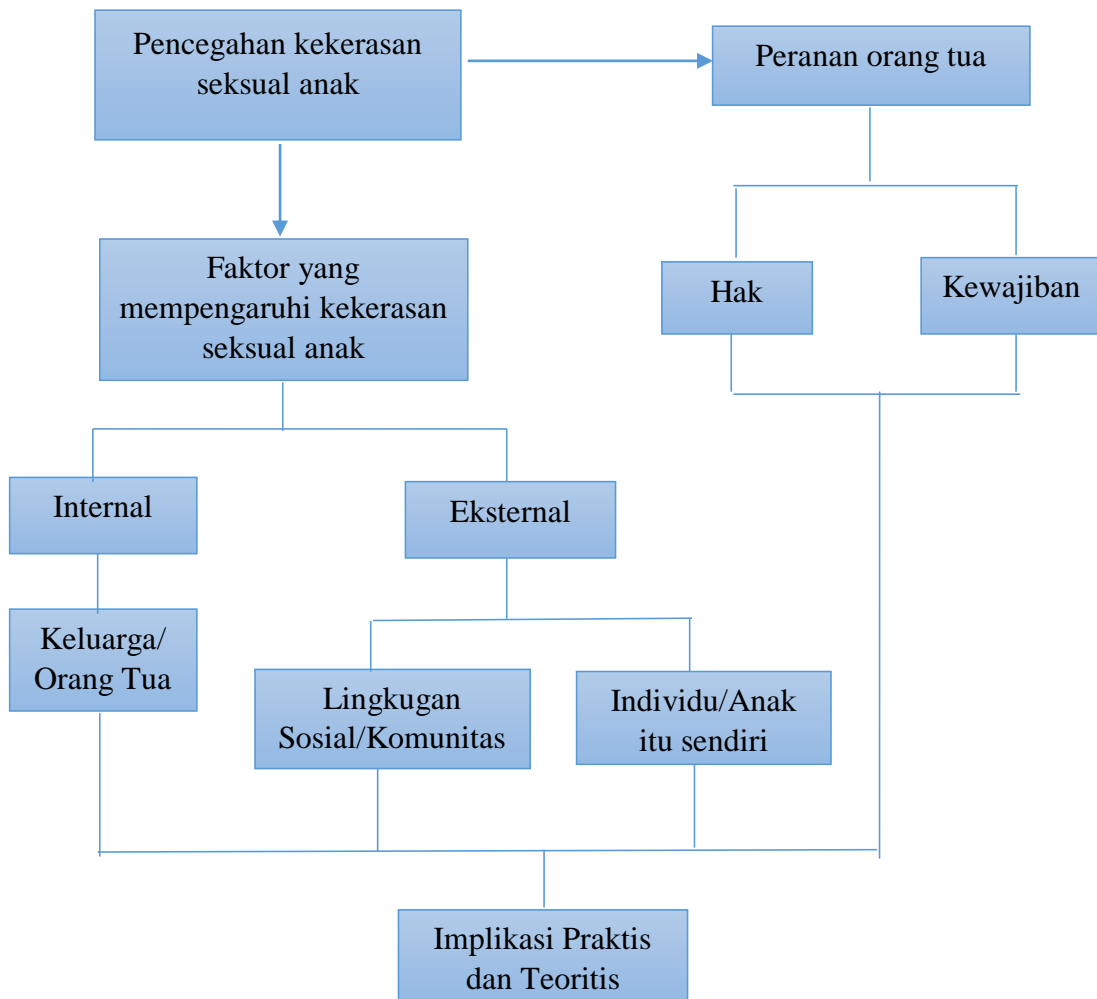 Pencegahan kekerasan
seksual anak
Peranan orang tua
Faktor yang
mempengaruhi kekerasan
seksual anak
Hak
Kewajiban
Internal
Eksternal
Keluarga/
Orang Tua
Lingkugan
Sosial/Komunitas
Individu/Anak
itu sendiri
Implikasi Praktis
dan Teoritis